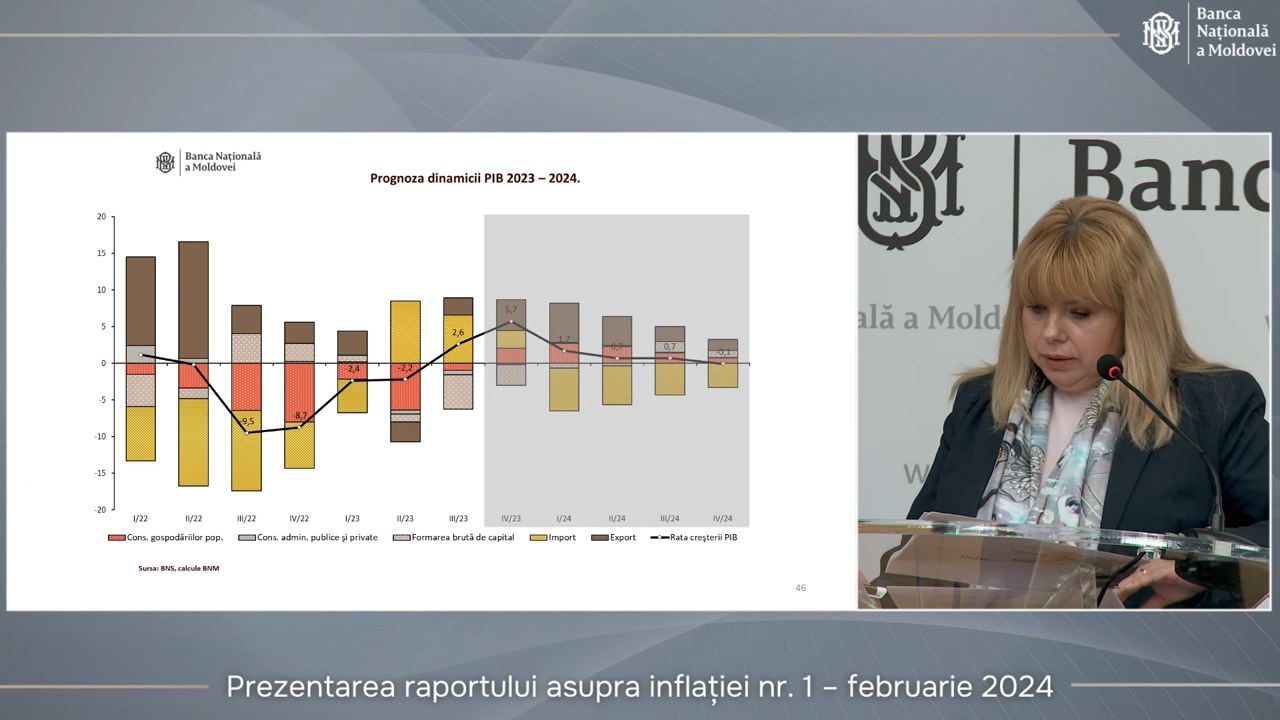 Banca
Națională
a Moldovei
Banca Națională
a Moldovei
Prognoza dinamicii PIB 2023 – 2024.
20
15
10
5
0
-5
-10
-15
-20
-9,5
-8,7
-2,4
-2,2
2,6
5,7
1,7
0,7
0,7
-0,1
I/22
II/22
III/22
IV/22
I/23
II/23
III/23
IV/23
I/24
II/24
III/24
IV/24
Cons. gospodăriilor pop.
Cons. admin. publice și private
Formarea brută de capital
Import
Export
Rata creșterii PIB
Sursa: BNS, calcule BNM
46
Banc
ală a Mold
w
Prezentarea raportului asupra inflației nr. 1 – februarie 2024